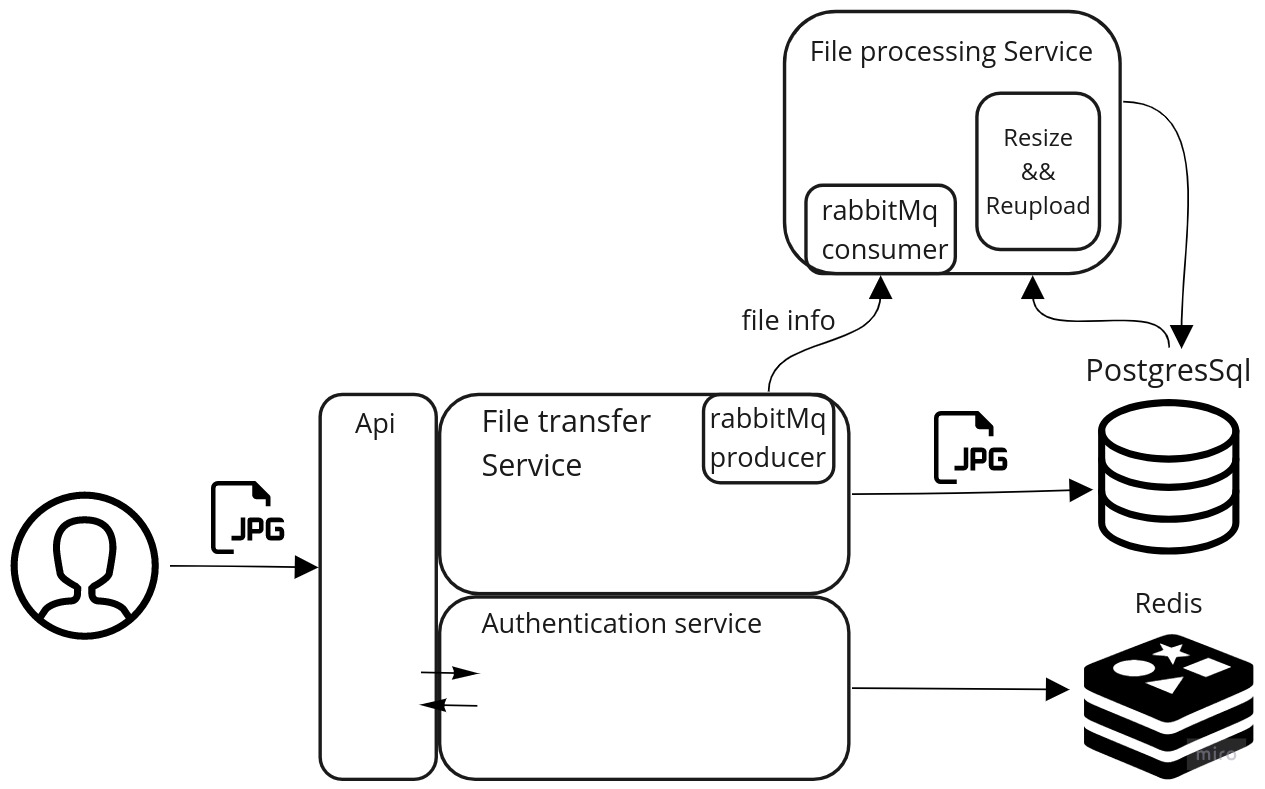 File processing Service
Resize
&&
Reupload
rabbitMq
consumer
file info
PostgresSql
Api
File transfer
Service
rabbitMq
producer
JPG
JPG
Authentication service
Redis
miro